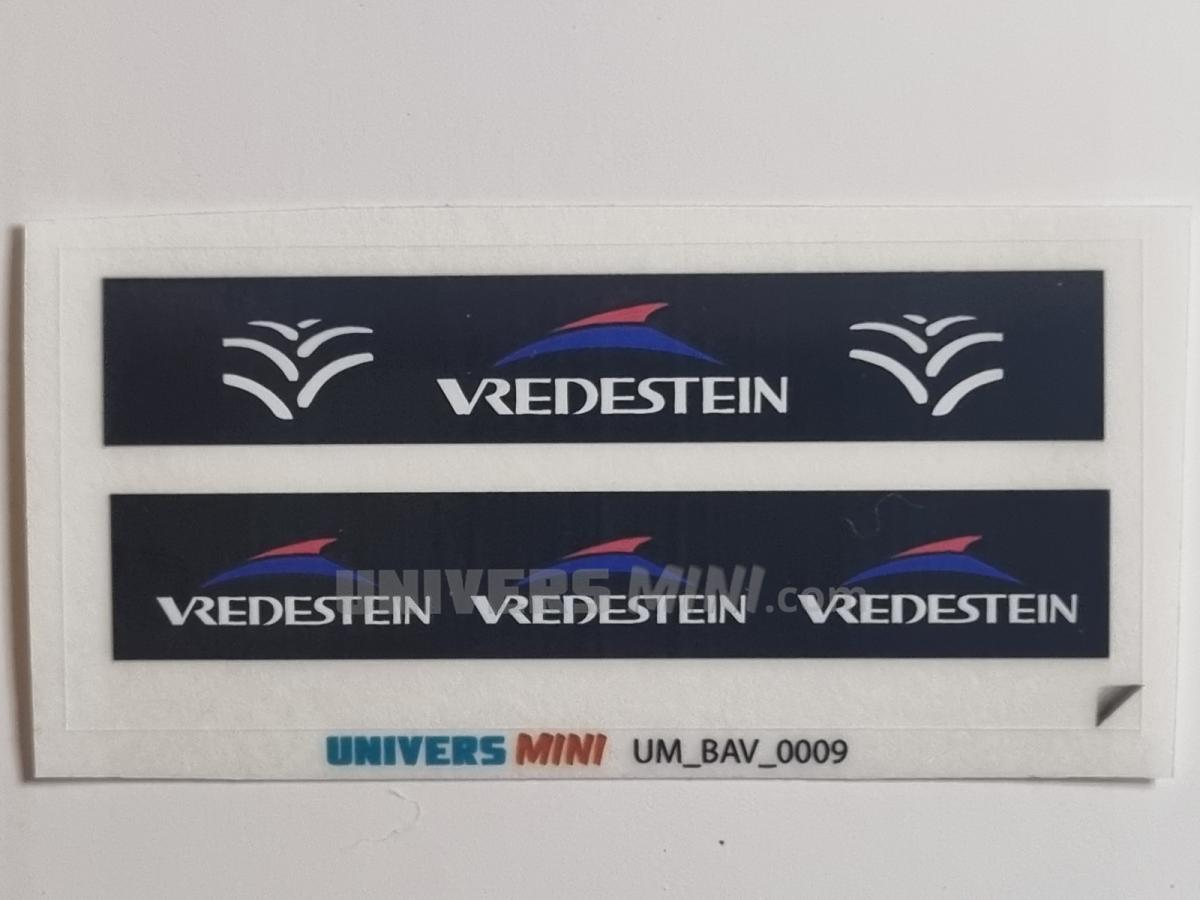 VREDESTEIN
VREDESTEIN VREDESTEIN VREDESTEIN
UNIVERS MINI.com
UNIVERS MINI UM_BAV_0009